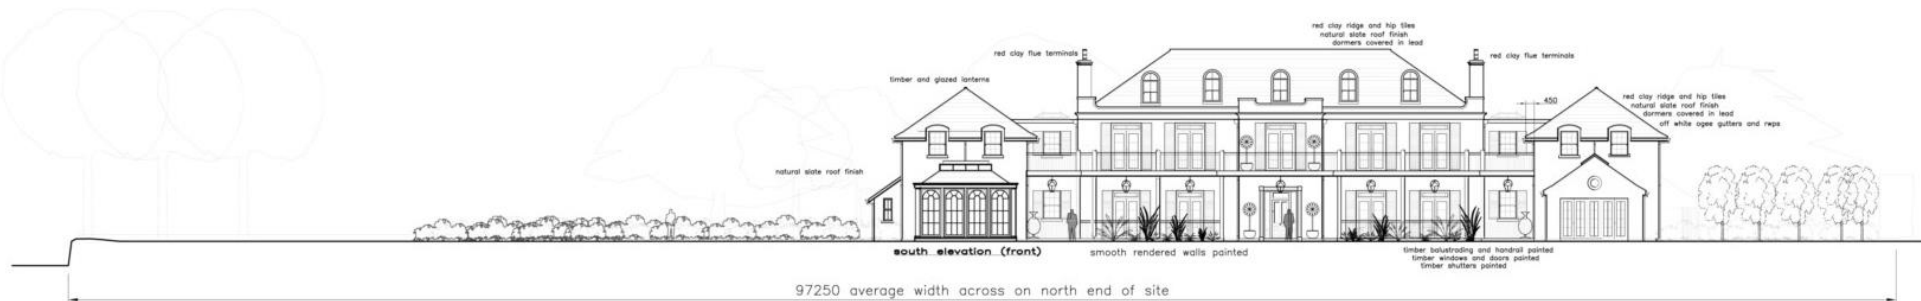 red clay ridge and hip tiles
natural slate roof finish
dormers covered in lead
red clay flue terminals
red clay flue terminals
timber and glazed lanterns
450
red clay ridge and hip tiles
natural slate roof finish
dormers covered in lead
off white ogee gutters and rwps
natural slate roof finish
south elevation (front)
smooth rendered walls painted
timber balustrading and handrail painted
timber windows and doors painted
timber shutters painted
97250 average width across on north end of site